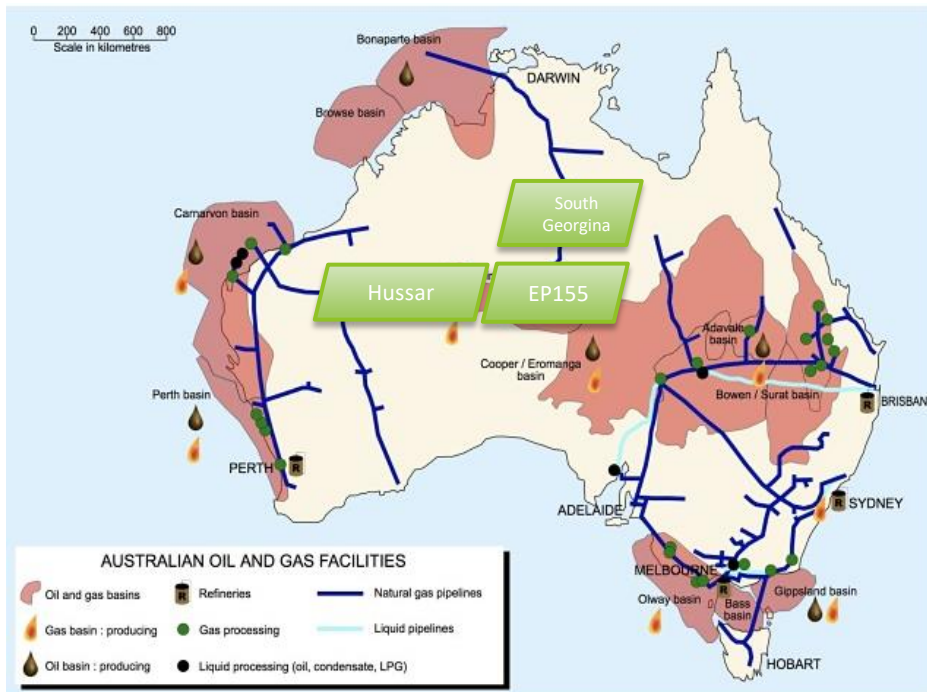 0 200 400 600 800
Scale in kilometres
Bonaparte basin
DARWIN
Browse basin
South
Georgina
Carnarvon basin
Hussar
EP155
Adavale
basin
Cooper / Eromanga
basin
Perth basin
Bowen / Surat basin
R
BRISBAN
PERTH
R
ADELAIDE
R
SYDNEY
AUSTRALIAN OIL AND GAS FACILITIES
MELBOURNE
R
Gippsland basin
Otway basin
Bass
basin
Oil and gas basins
R
Refineries
Natural gas pipelines
Gas basin : producing
Gas processing
Liquid pipelines
Oil basin : producing
Liquid processing (oil, condensate, LPG)
HOBART